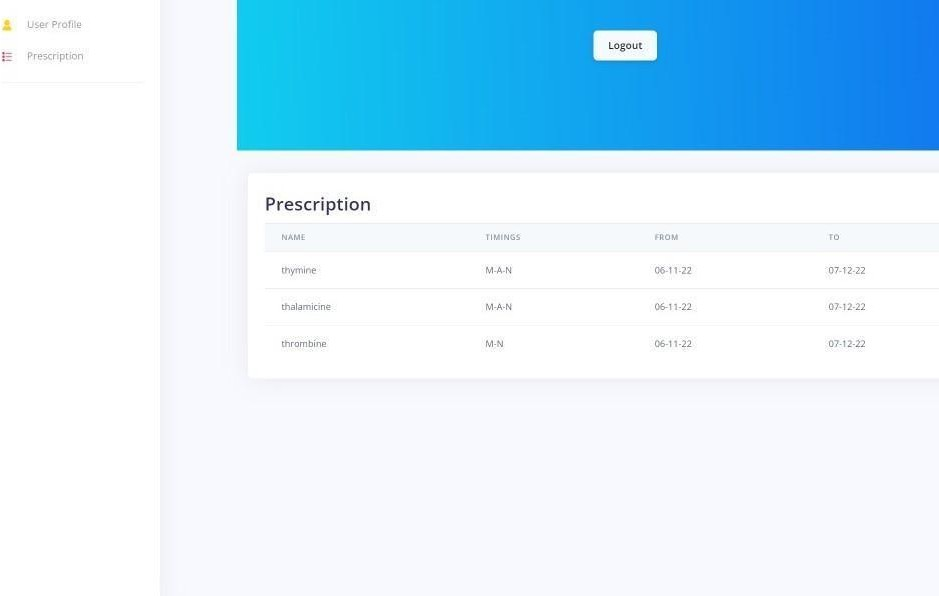 User Profile
Prescription
Logout
Prescription
NAME TIMINGS FROM TO
thymine M-A-N 06-11-22 07-12-22
thalamicine M-A-N 06-11-22 07-12-22
thrombine M-N 06-11-22 07-12-22